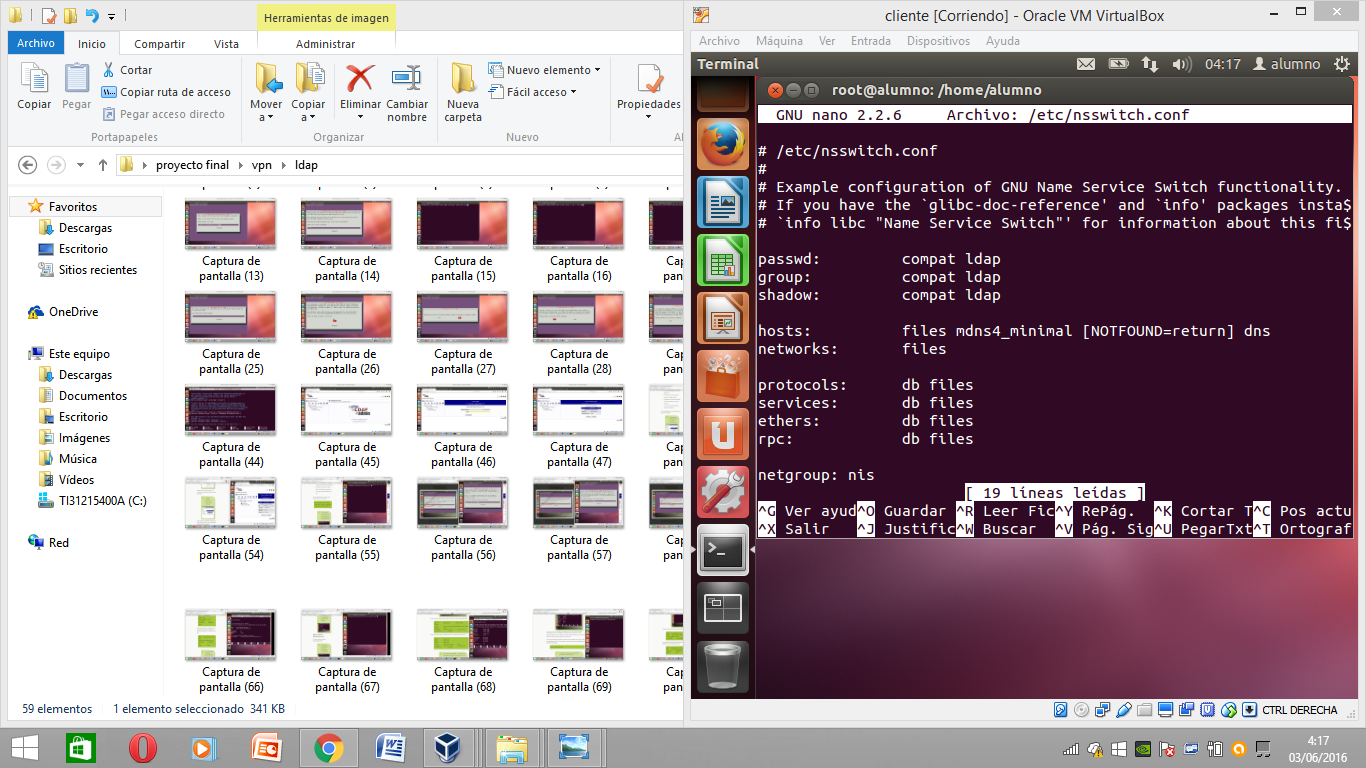 Herramientas de imagen
Archivo
Inicio
Compartir
Vista
Administrar
Copiar
Pegar
Cortar
Copiar ruta de acceso
Pegar acceso directo
Portapapeles
Mover a
Copiar a
Eliminar
Cambiar nombre
Organizar
Nueva carpeta
Nuevo elemento
Fácil acceso
Nuevo
Propiedades
proyecto final
vpn
ldap
Favoritos
Descargas
Escritorio
Sitios recientes
OneDrive
Este equipo
Descargas
Documentos
Escritorio
Imágenes
Música
Vídeos
TI31215400A (C:)
Red
Captura de pantalla (13)
Captura de pantalla (14)
Captura de pantalla (15)
Captura de pantalla (16)
Captura de pantalla (25)
Captura de pantalla (26)
Captura de pantalla (27)
Captura de pantalla (28)
Captura de pantalla (44)
Captura de pantalla (45)
Captura de pantalla (46)
Captura de pantalla (47)
Captura de pantalla (54)
Captura de pantalla (55)
Captura de pantalla (56)
Captura de pantalla (57)
Captura de pantalla (66)
Captura de pantalla (67)
Captura de pantalla (68)
Captura de pantalla (69)
59 elementos
1 elemento seleccionado 341 KB
cliente [Corriendo] - Oracle VM VirtualBox
Archivo Máquina Ver Entrada Dispositivos Ayuda
Terminal
04:17
alumno
root@alumno: /home/alumno
GNU nano 2.2.6 Archivo: /etc/nsswitch.conf
# /etc/nsswitch.conf
#
# Example configuration of GNU Name Service Switch functionality.
# If you have the `glibc-doc-reference' and `info' packages insta$
# `info libc "Name Service Switch"' for information about this fi$
passwd: compat ldap
group: compat ldap
shadow: compat ldap
hosts: files mdns4_minimal [NOTFOUND=return] dns
networks: files
protocols: db files
services: db files
ethers: db files
rpc: db files
netgroup: nis
[ 19 líneas leídas ]
^G Ver ayud^O Guardar ^R Leer Fic^Y RePág. ^K Cortar T^C Pos actu
^X Salir ^J Justific^W Buscar ^V Pág. Sig^U PegarTxt^T Ortograf
CTRL DERECHA
4:17
03/06/2016